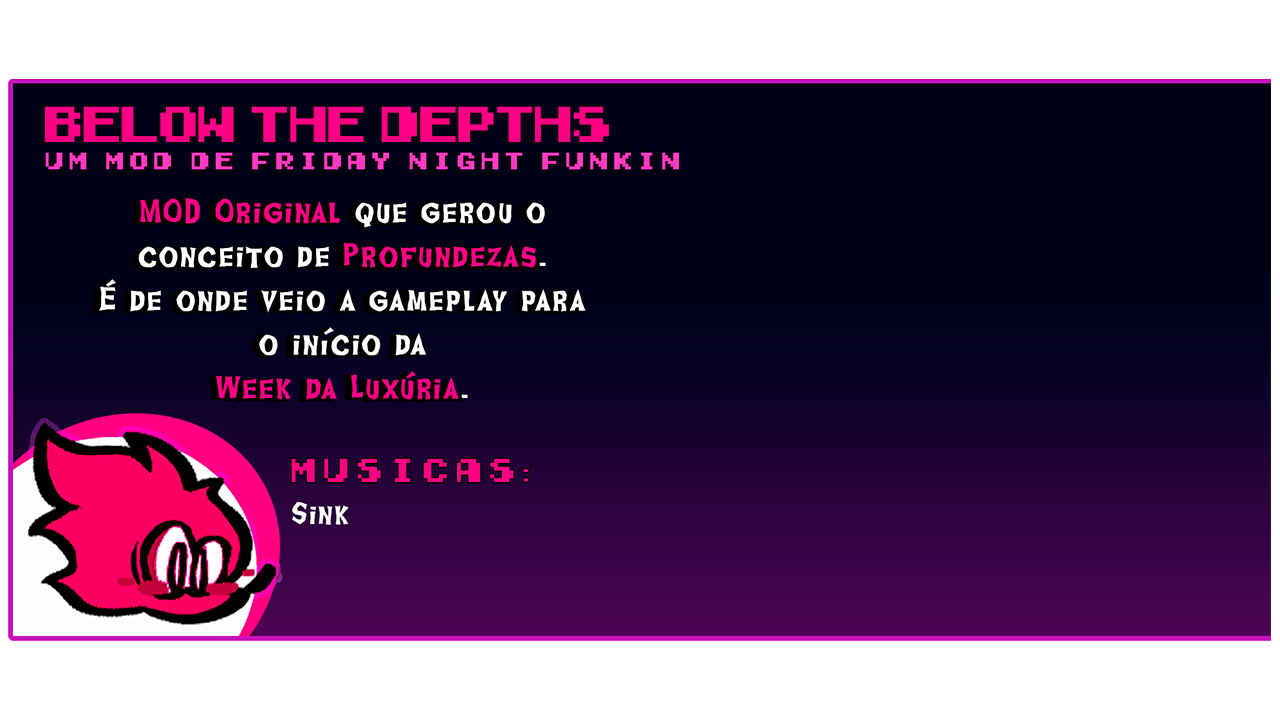 BELOW THE DEPTHS
UM MOD DE FRIDAY NIGHT FUNKIN
MOD ORiGiNAL QUE GEROU O
CONCEiTO DE PROFUNDEZAS.
É DE ONDE VEiO A GAMEPLAY PARA
O iNÍCiO DA
WEEK DA LUXÚRiA.
MUSICAS:
SiNK